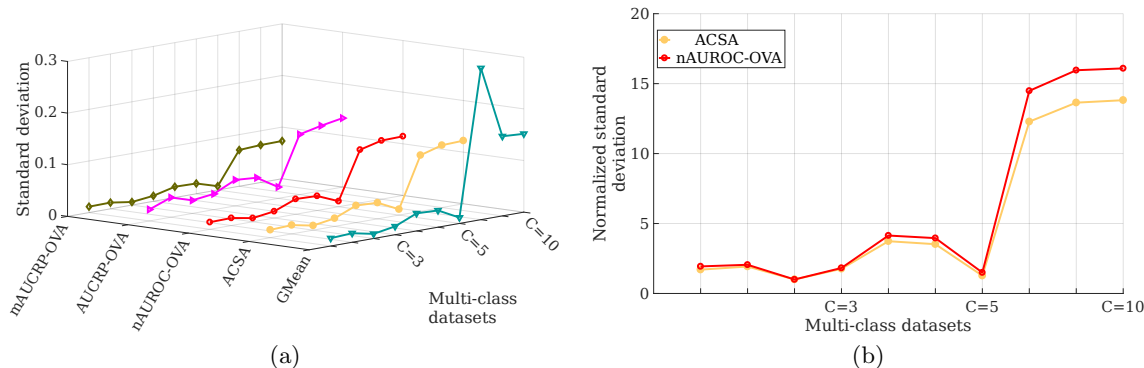 0.3
0.2
0.1
0
Standard deviation
mAUCRP-OVA
AUCRP-OVA
nAUROC-OVA
ACSA
GMean
C=3
C=5
C=10
Multi-class
datasets
(a)
20
15
10
5
0
Normalized standard
deviation
ACSA
nAUROC-OVA
C=3
C=5
C=10
Multi-class datasets
(b)